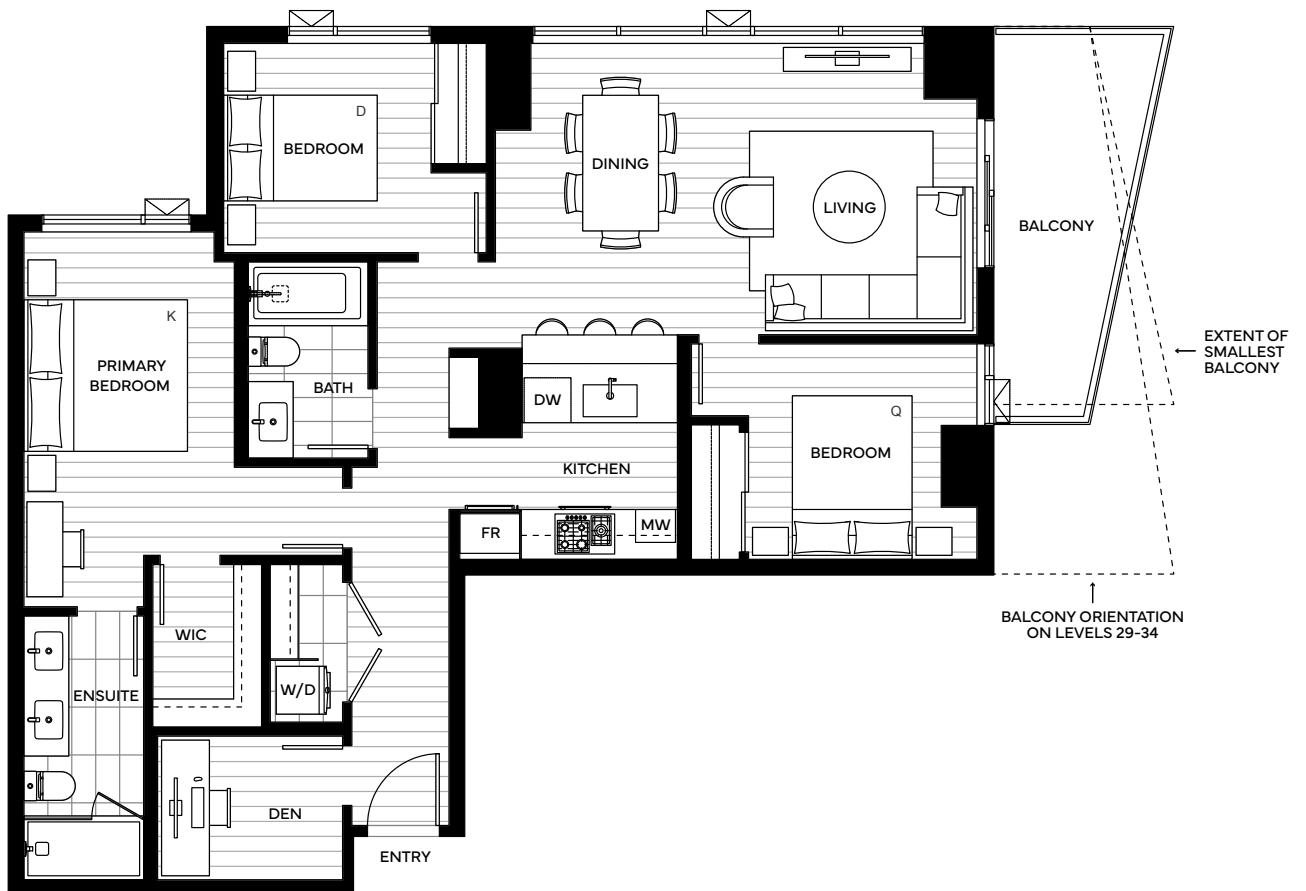 D
BEDROOM
DINING
LIVING
BALCONY
K
PRIMARY
BEDROOM
BATH
DW
EXTENT OF
SMALLEST
BALCONY
Q
BEDROOM
KITCHEN
FR
MW
BALCONY ORIENTATION
ON LEVELS 29-34
WIC
W/D
ENSUITE
DEN
ENTRY